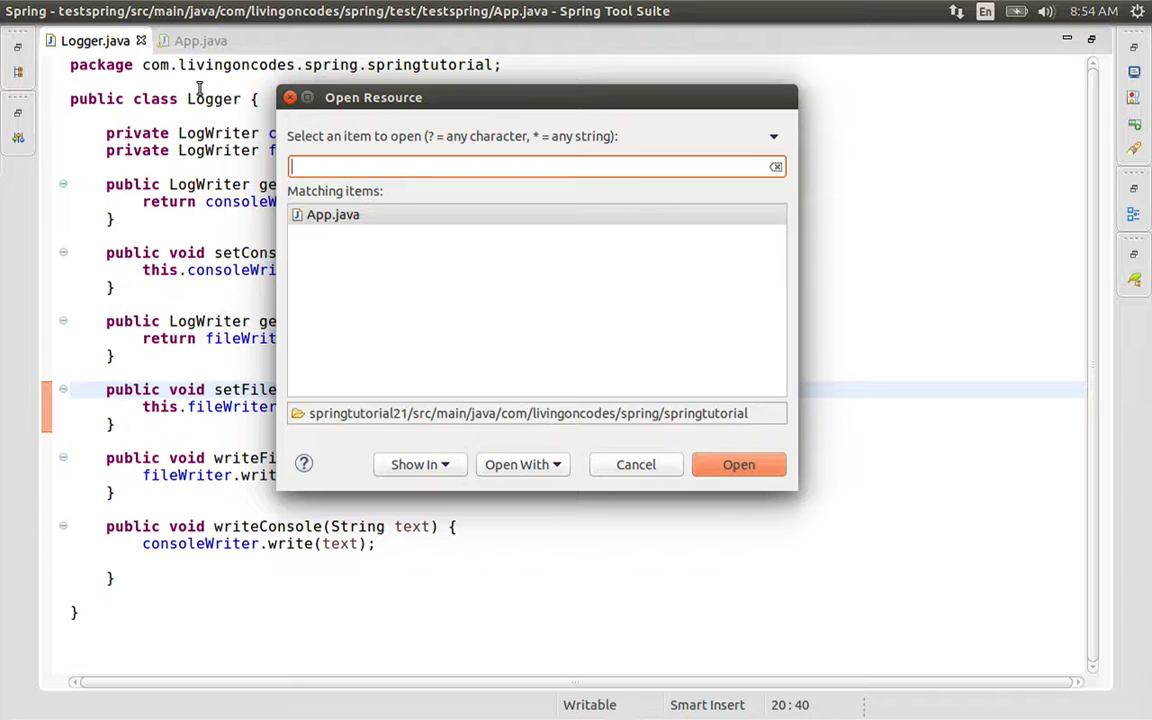 Spring - testspring/src/main/java/com/livingoncodes/spring/test/testspring/App.java - Spring Tool Suite
En
8:54 AM
Logger.java
App.java
package com.livingoncodes.spring.springtutorial;
public class Logger {
private LogWriter c
private LogWriter f
public LogWriter ge
return consoleW
}
public void setCons
this.consoleWri
}
public LogWriter ge
return fileWrit
}
public void setFile
this.fileWriter
}
public void writeFi
fileWriter.writ
}
public void writeConsole(String text) {
consoleWriter.write(text);
}
}
Open Resource
Select an item to open (? = any character, * = any string):
Matching items:
App.java
springtutorial21/src/main/java/com/livingoncodes/spring/springtutorial
Show In
Open With
Cancel
Open
Writable
Smart Insert
20 : 40